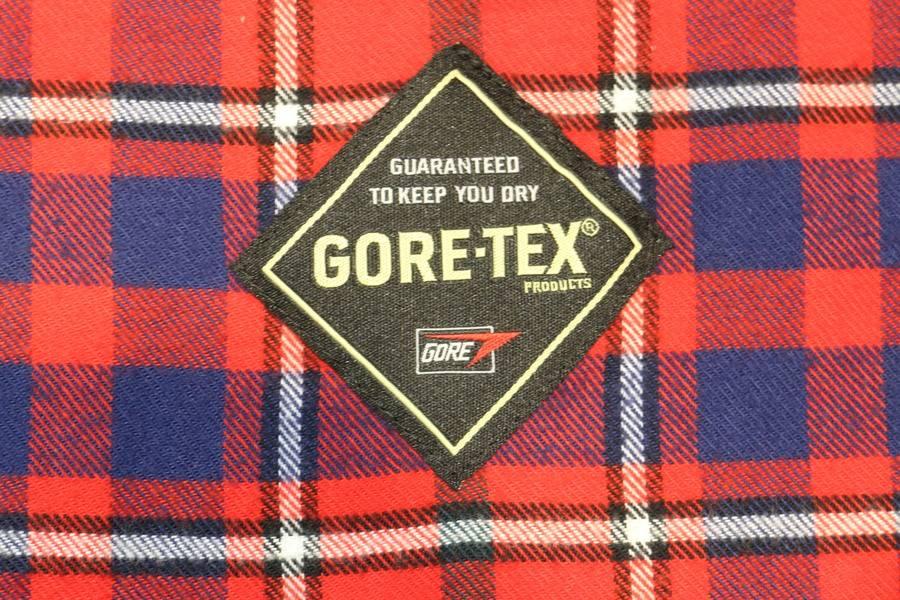 GUARANTEED
TO KEEP YOU DRY
GORE-TEX®
PRODUCTS
GORE